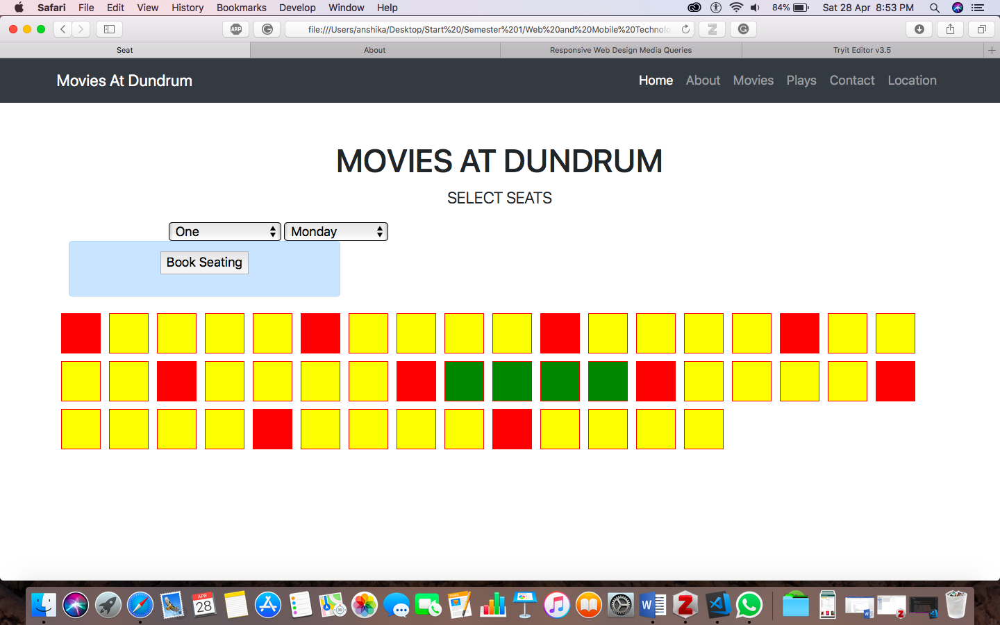 Safari File Edit View History Bookmarks Develop Window Help 84% Sat 28 Apr 8:53 PM
ABP file:///Users/anshika/Desktop/Start%20/Semester%201/Web%20and%20Mobile%20Technolo
Seat About Responsive Web Design Media Queries Tryit Editor v3.5
Movies At Dundrum Home About Movies Plays Contact Location
MOVIES AT DUNDRUM
SELECT SEATS
One Monday
Book Seating
APR
28